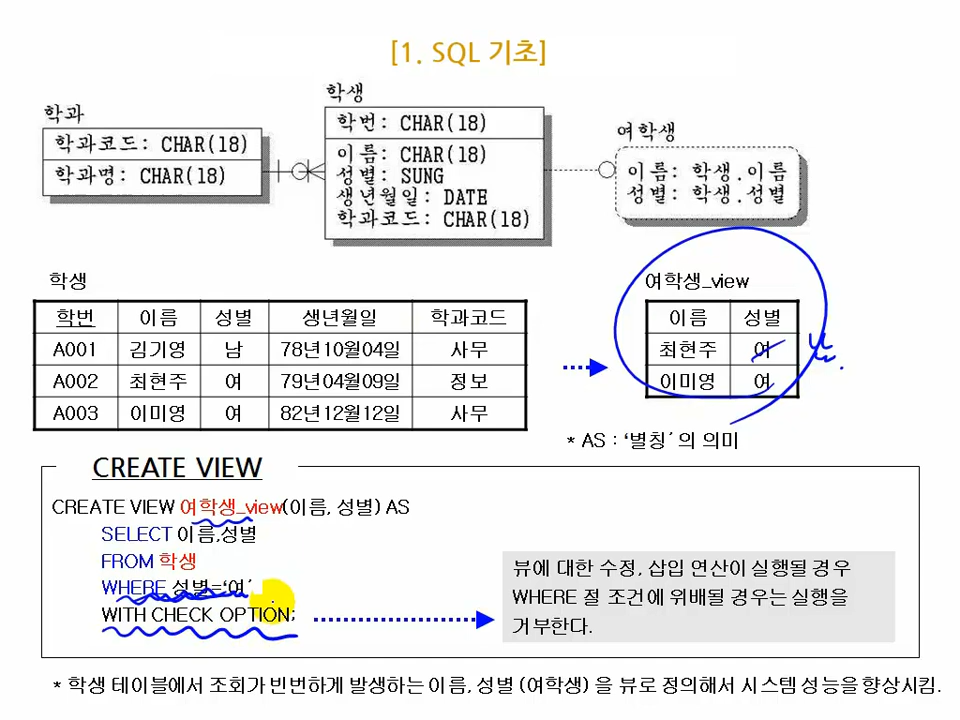 [1. SQL 기초]
학과
학과코드: CHAR(18)
학과명: CHAR(18)
학생
학번: CHAR(18)
이름: CHAR(18)
성별: SUNG
생년월일: DATE
학과코드: CHAR(18)
여학생
이름: 학생.이름
성별: 학생.성별
학생
학번 이름 성별 생년월일 학과코드
A001 김기영 남 78년10월04일 사무
A002 최현주 여 79년04월09일 정보
A003 이미영 여 82년12월12일 사무
여학생_view
이름 성별
최현주 여
이미영 여
* AS : ‘별칭’의 의미
CREATE VIEW
CREATE VIEW 여학생_view(이름, 성별) AS
SELECT 이름,성별
FROM 학생
WHERE 성별=‘여’
WITH CHECK OPTION;
뷰에 대한 수정, 삽입 연산이 실행될 경우
WHERE 절 조건에 위배될 경우는 실행을
거부한다.
* 학생 테이블에서 조회가 빈번하게 발생하는 이름, 성별 (여학생) 을 뷰로 정의해서 시스템 성능을 향상시킴.